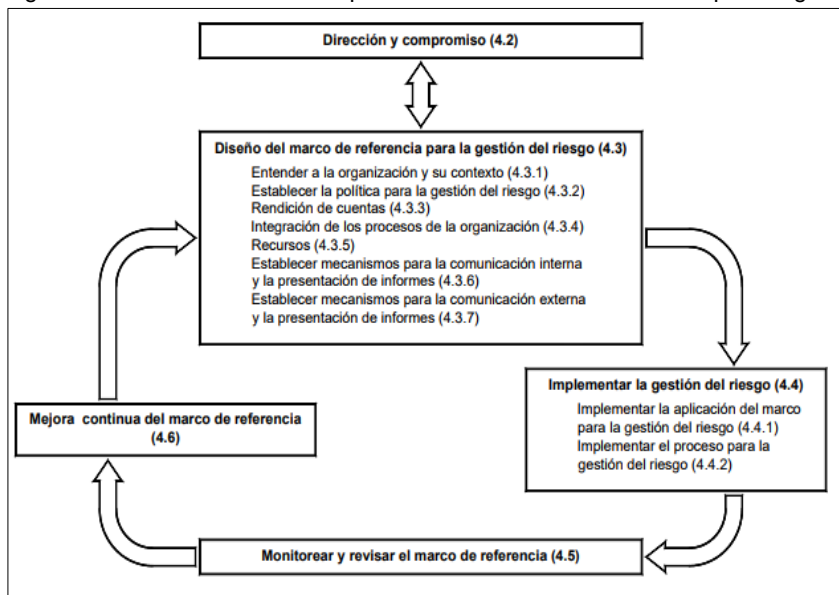 Dirección y compromiso (4.2)
Diseño del marco de referencia para la gestión del riesgo (4.3)
Entender a la organización y su contexto (4.3.1)
Establecer la política para la gestión del riesgo (4.3.2)
Rendición de cuentas (4.3.3)
Integración de los procesos de la organización (4.3.4)
Recursos (4.3.5)
Establecer mecanismos para la comunicación interna
y la presentación de informes (4.3.6)
Establecer mecanismos para la comunicación externa
y la presentación de informes (4.3.7)
Implementar la gestión del riesgo (4.4)
Implementar la aplicación del marco
para la gestión del riesgo (4.4.1)
Implementar el proceso para la
gestión del riesgo (4.4.2)
Mejora continua del marco de referencia
(4.6)
Monitorear y revisar el marco de referencia (4.5)